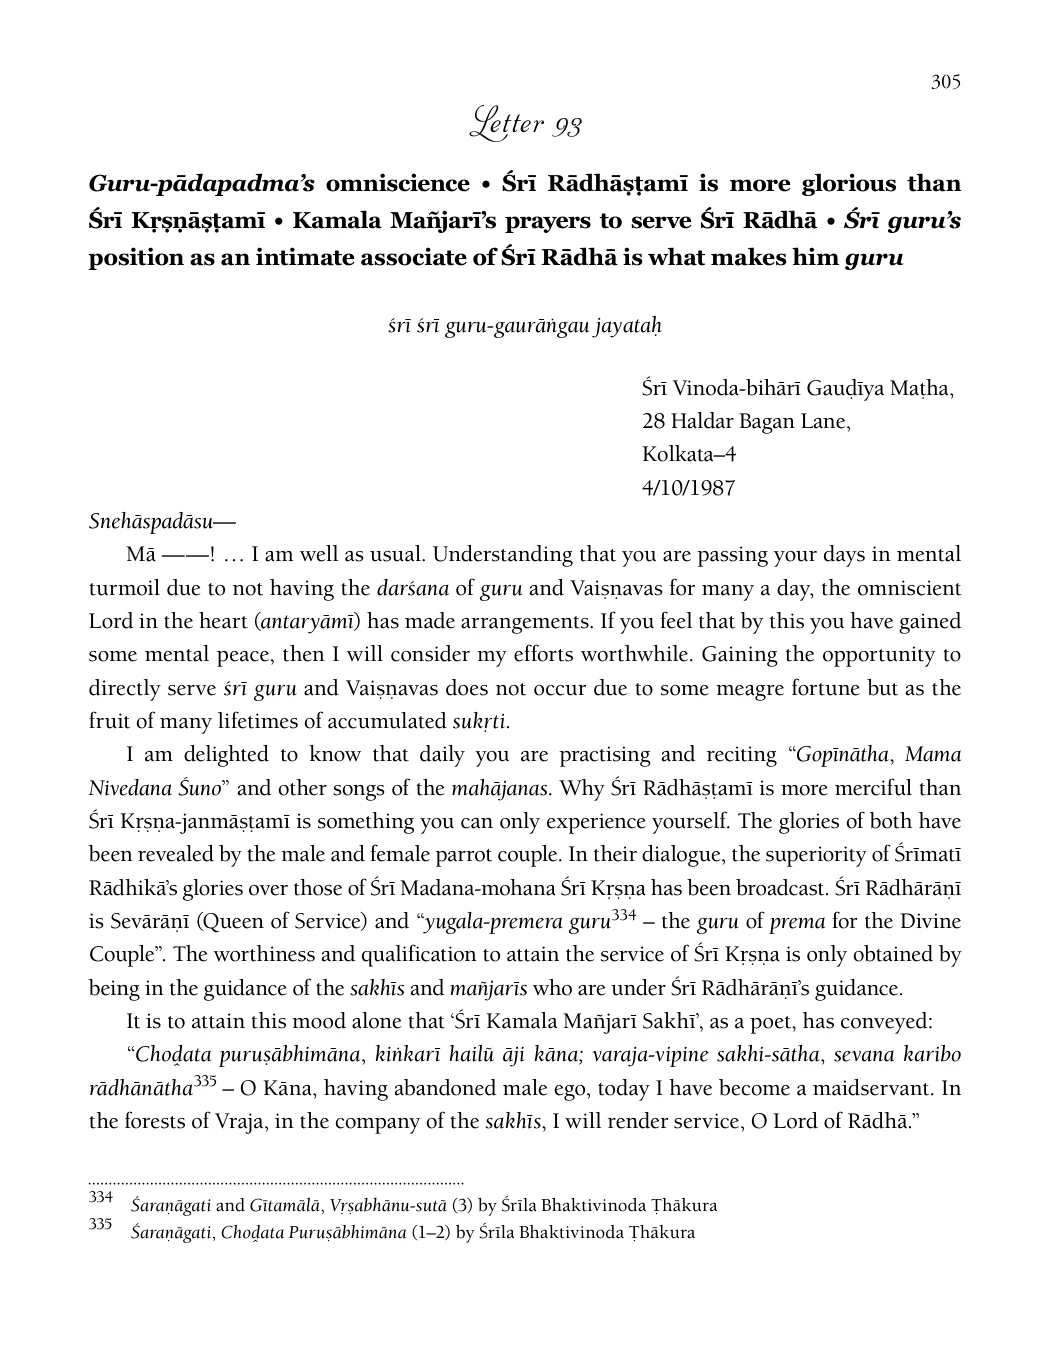 305
Letter 93
Guru-pādapadma’s omniscience • Śrī Rādhāṣṭamī is more glorious than
Śrī Kṛṣṇāṣṭamī • Kamala Mañjarī’s prayers to serve Śrī Rādhā • Śrī guru’s
position as an intimate associate of Śrī Rādhā is what makes him guru
śrī śrī guru-gaurāṅgau jayataḥ
Śrī Vinoda-bihārī Gauḍīya Maṭha,
28 Haldar Bagan Lane,
Kolkata–4
4/10/1987
Snehāspadāsu—
Mā ——! … I am well as usual. Understanding that you are passing your days in mental
turmoil due to not having the darśana of guru and Vaiṣṇavas for many a day, the omniscient
Lord in the heart (antaryāmī) has made arrangements. If you feel that by this you have gained
some mental peace, then I will consider my efforts worthwhile. Gaining the opportunity to
directly serve śrī guru and Vaiṣṇavas does not occur due to some meagre fortune but as the
fruit of many lifetimes of accumulated sukṛti.
I am delighted to know that daily you are practising and reciting “Gopīnātha, Mama
Nivedana Śuno” and other songs of the mahājanas. Why Śrī Rādhāṣṭamī is more merciful than
Śrī Kṛṣṇa-janmāṣṭamī is something you can only experience yourself. The glories of both have
been revealed by the male and female parrot couple. In their dialogue, the superiority of Śrīmatī
Rādhikā’s glories over those of Śrī Madana-mohana Śrī Kṛṣṇa has been broadcast. Śrī Rādhārāṇī
is Sevārāṇī (Queen of Service) and “yugala-premera guru334 – the guru of prema for the Divine
Couple”. The worthiness and qualification to attain the service of Śrī Kṛṣṇa is only obtained by
being in the guidance of the sakhīs and mañjarīs who are under Śrī Rādhārāṇī’s guidance.
It is to attain this mood alone that ‘Śrī Kamala Mañjarī Sakhī’, as a poet, has conveyed:
“Choḓata puruṣābhimāna, kiṅkarī hailū āji kāna; varaja-vipine sakhi-sātha, sevana karibo
rādhānātha335 – O Kāna, having abandoned male ego, today I have become a maidservant. In
the forests of Vraja, in the company of the sakhīs, I will render service, O Lord of Rādhā.”
334 Śaraṇāgati and Gītamālā, Vṛṣabhānu-sutā (3) by Śrīla Bhaktivinoda Ṭhākura
335 Śaraṇāgati, Choḓata Puruṣābhimāna (1–2) by Śrīla Bhaktivinoda Ṭhākura